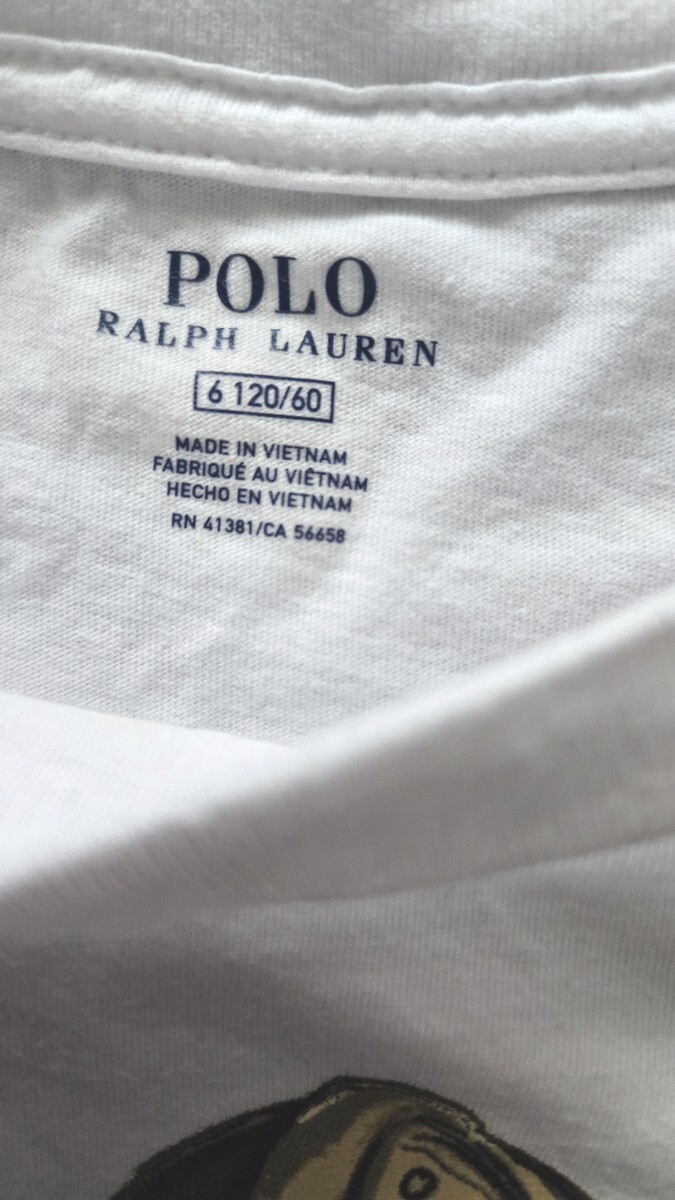 POLO
RALPH LAUREN
6 120/60
MADE IN VIETNAM
FABRIQUÉ AU VIÊTNAM
HECHO EN VIETNAM
RN 41381/CA 56658